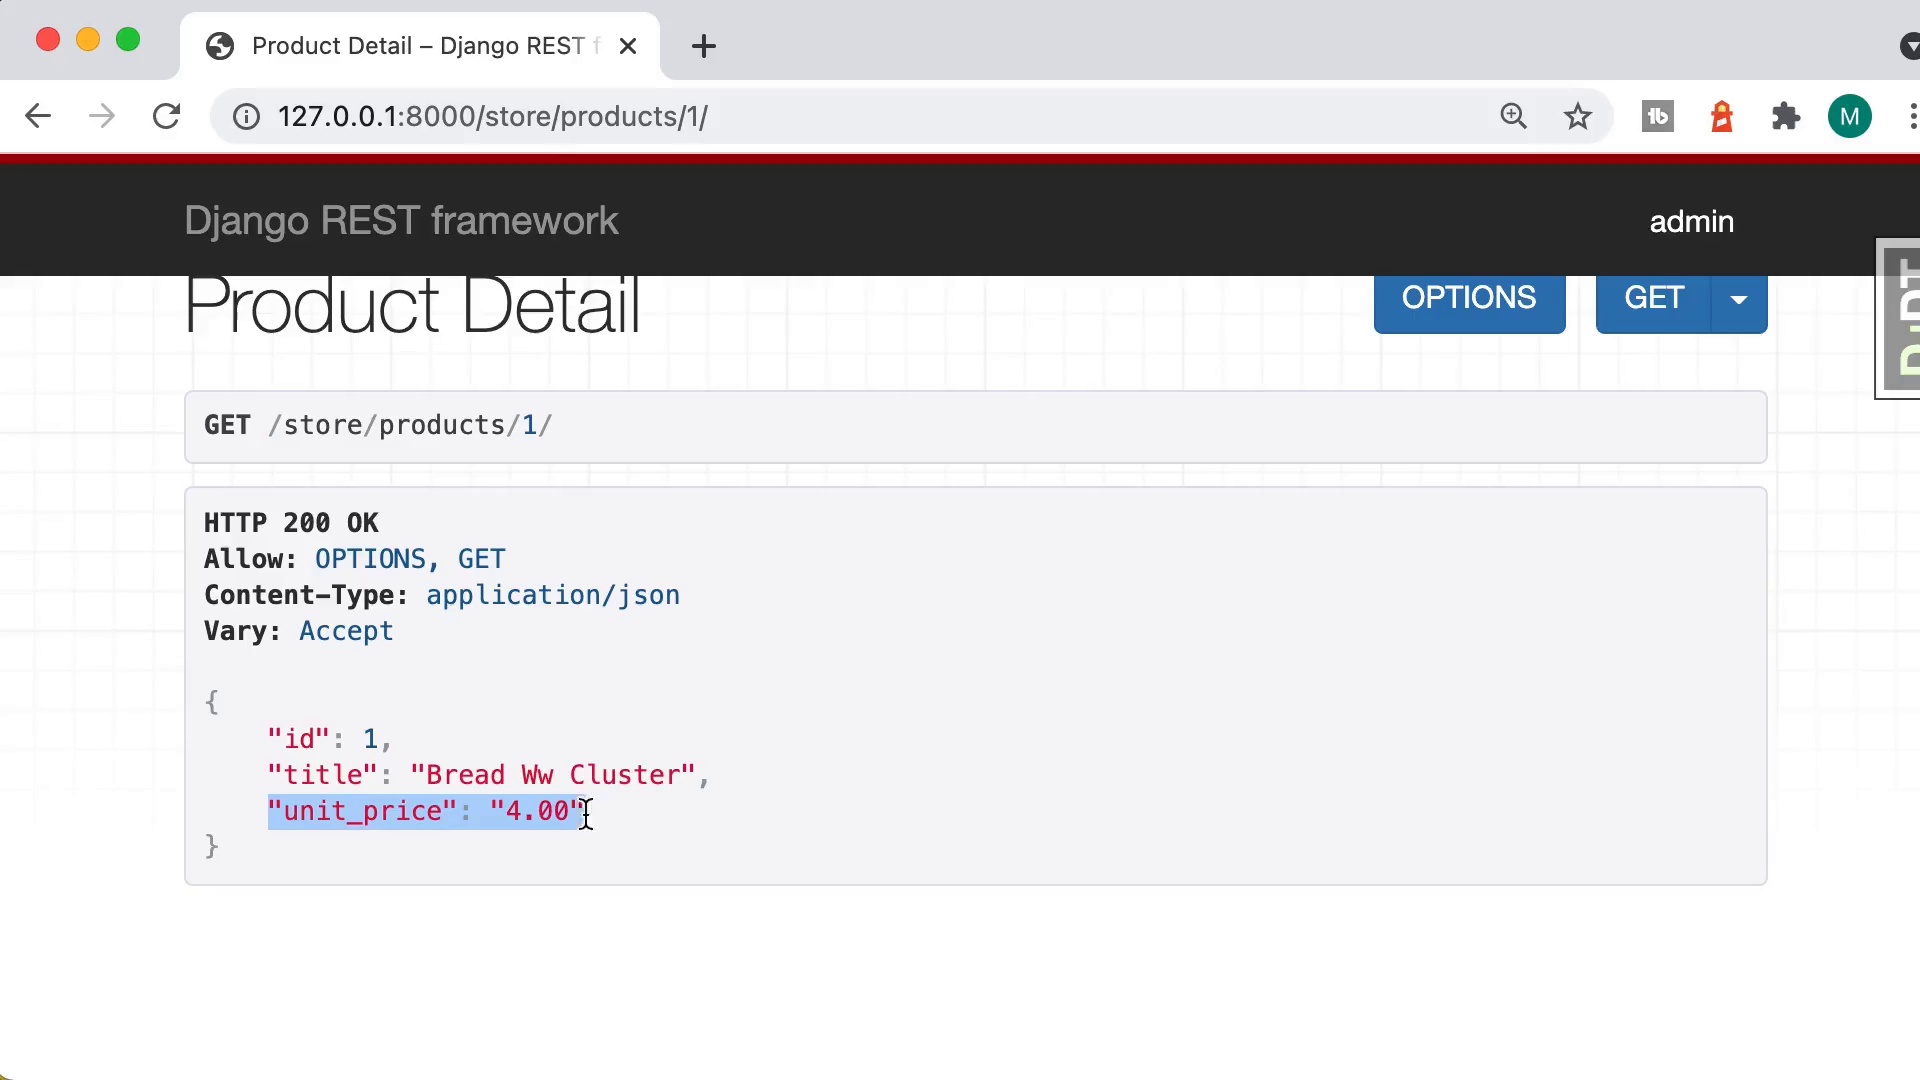 Product Detail – Django REST f
127.0.0.1:8000/store/products/1/
tb
M
Django REST framework
admin
Product Detail
OPTIONS
GET
DjDT
GET /store/products/1/
HTTP 200 OK
Allow: OPTIONS, GET
Content-Type: application/json
Vary: Accept
{
"id": 1,
"title": "Bread Ww Cluster",
"unit_price": "4.00"
}